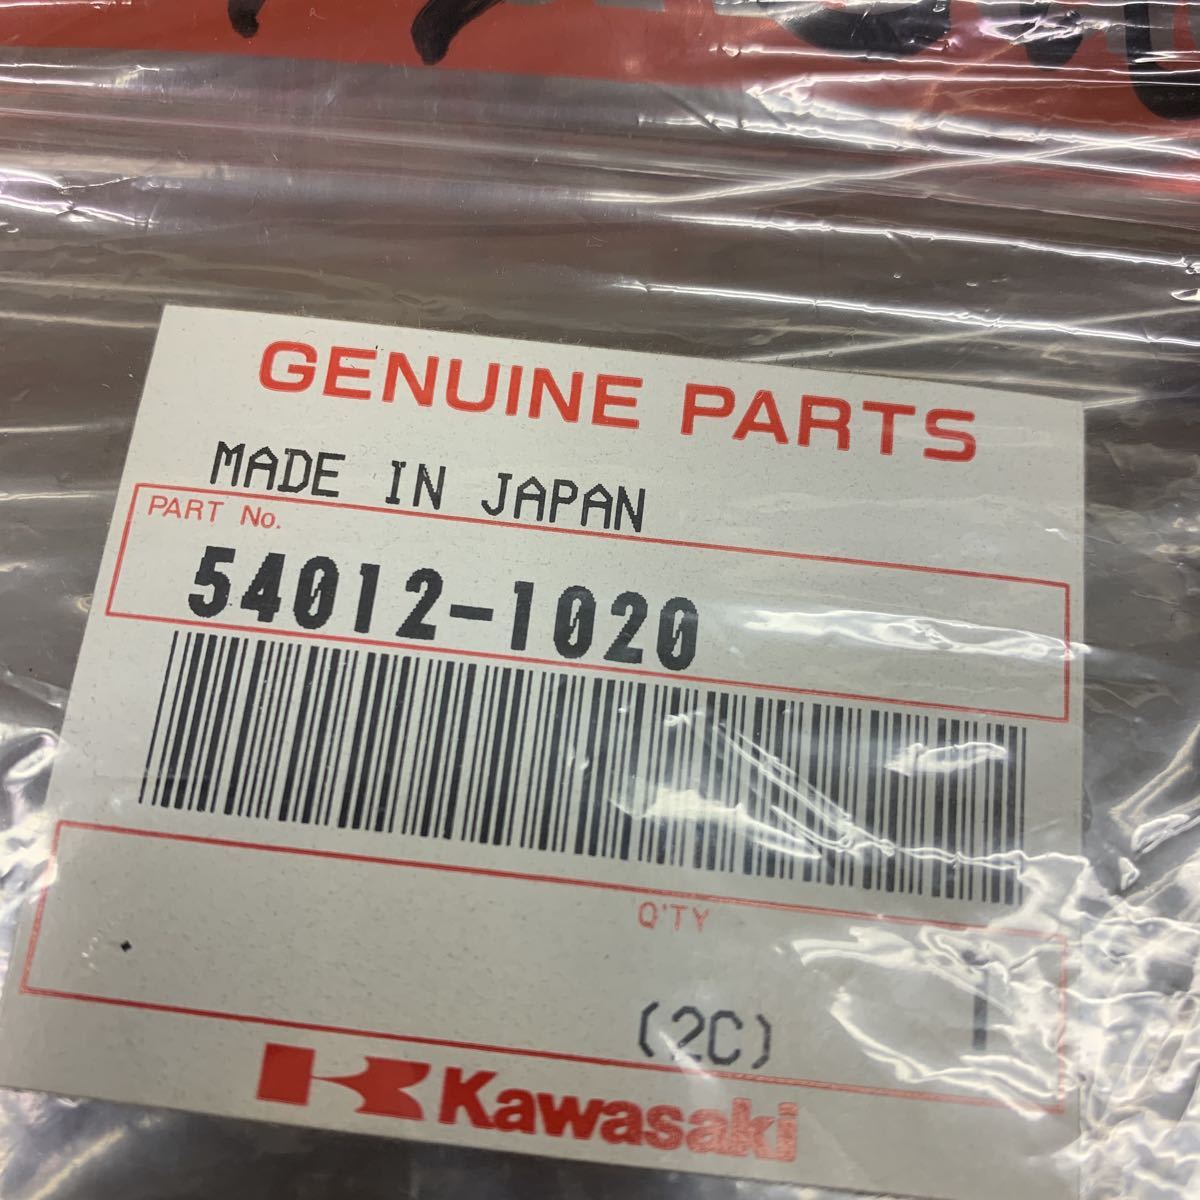 GENUINE PARTS
MADE IN JAPAN
PART No.
54012-1020
Q'TY
1
(2C)
Kawasaki